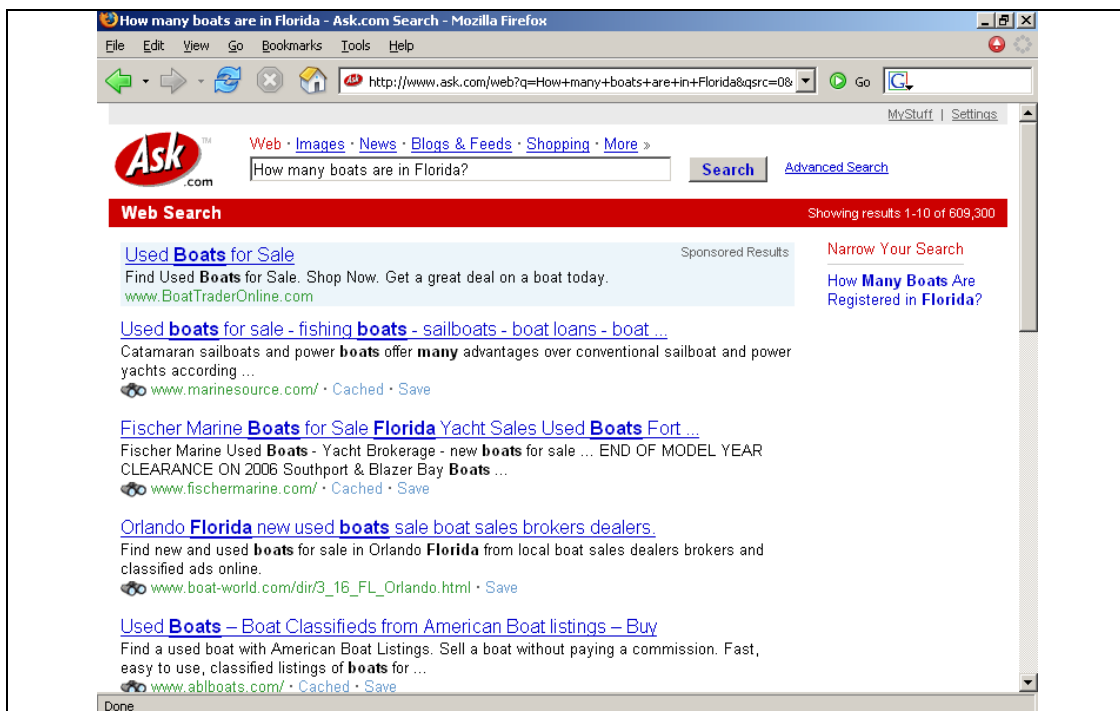 How many boats are in Florida - Ask.com Search - Mozilla Firefox
File Edit View Go Bookmarks Tools Help
http://www.ask.com/web?q=How+many+boats+are+in+Florida&qsrc=0& Go G
MyStuff | Settings
Ask.com™
Web · Images · News · Blogs & Feeds · Shopping · More »
How many boats are in Florida? Search Advanced Search
Web Search Showing results 1-10 of 609,300
Used Boats for Sale Sponsored Results
Find Used Boats for Sale. Shop Now. Get a great deal on a boat today.
www.BoatTraderOnline.com
Narrow Your Search
How Many Boats Are
Registered in Florida?
Used boats for sale - fishing boats - sailboats - boat loans - boat ...
Catamaran sailboats and power boats offer many advantages over conventional sailboat and power
yachts according ...
www.marinesource.com/ · Cached · Save
Fischer Marine Boats for Sale Florida Yacht Sales Used Boats Fort ...
Fischer Marine Used Boats - Yacht Brokerage - new boats for sale ... END OF MODEL YEAR
CLEARANCE ON 2006 Southport & Blazer Bay Boats ...
www.fischermarine.com/ · Cached · Save
Orlando Florida new used boats sale boat sales brokers dealers.
Find new and used boats for sale in Orlando Florida from local boat sales dealers brokers and
classified ads online.
www.boat-world.com/dir/3_16_FL_Orlando.html · Save
Used Boats – Boat Classifieds from American Boat listings – Buy
Find a used boat with American Boat Listings. Sell a boat without paying a commission. Fast,
easy to use, classified listings of boats for ...
www.ablboats.com/ · Cached · Save
Done